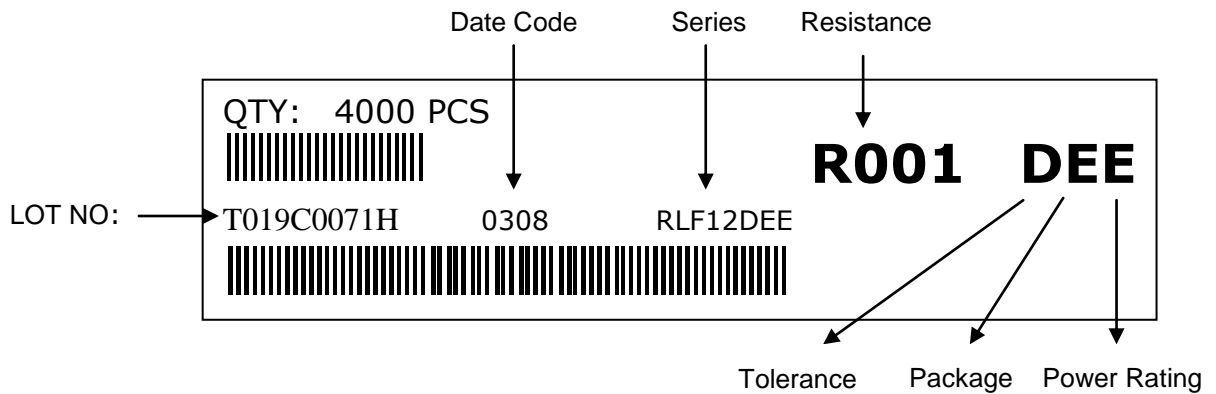 Date Code Series Resistance
QTY: 4000 PCS
R001 DEE
LOT NO: T019C0071H 0308 RLF12DEE
Tolerance Package Power Rating